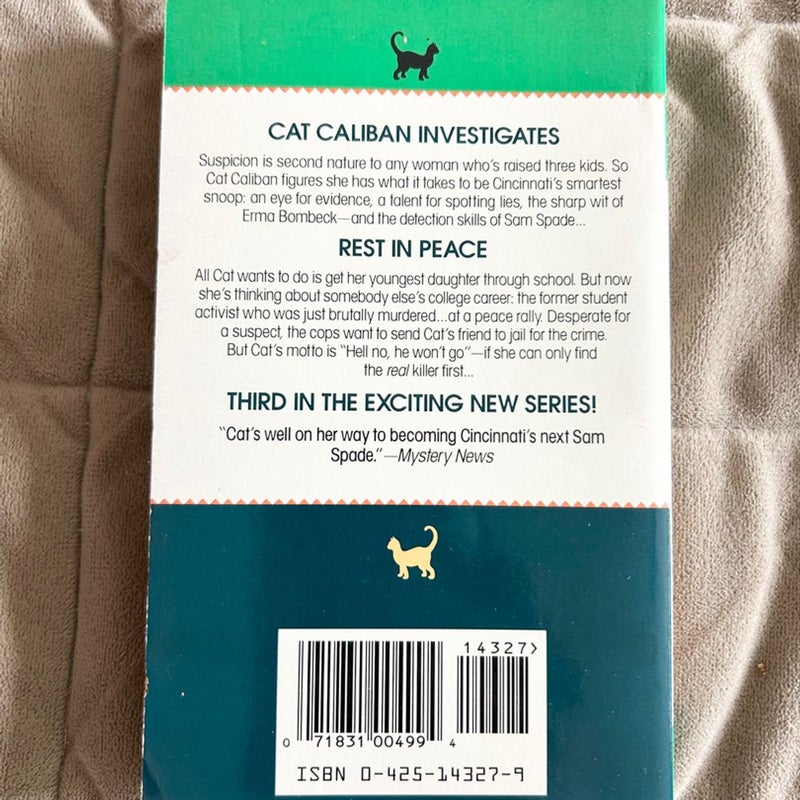 CAT CALIBAN INVESTIGATES
Suspicion is second nature to any woman who's raised three kids. So
Cat Caliban figures she has what it takes to be Cincinnati's smartest
snoop: an eye for evidence, a talent for spotting lies, the sharp wit of
Erma Bombeck—and the detection skills of Sam Spade...
REST IN PEACE
All Cat wants to do is get her youngest daughter through school. But now
she's thinking about somebody else's college career: the former student
activist who was just brutally murdered...at a peace rally. Desperate for
a suspect, the cops want to send Cat's friend to jail for the crime.
But Cat's motto is "Hell no, he won't go"—if she can only find
the real killer first...
THIRD IN THE EXCITING NEW SERIES!
"Cat's well on her way to becoming Cincinnati's next Sam
Spade."—Mystery News
14327>
0 71831 00499 4
ISBN 0-425-14327-9